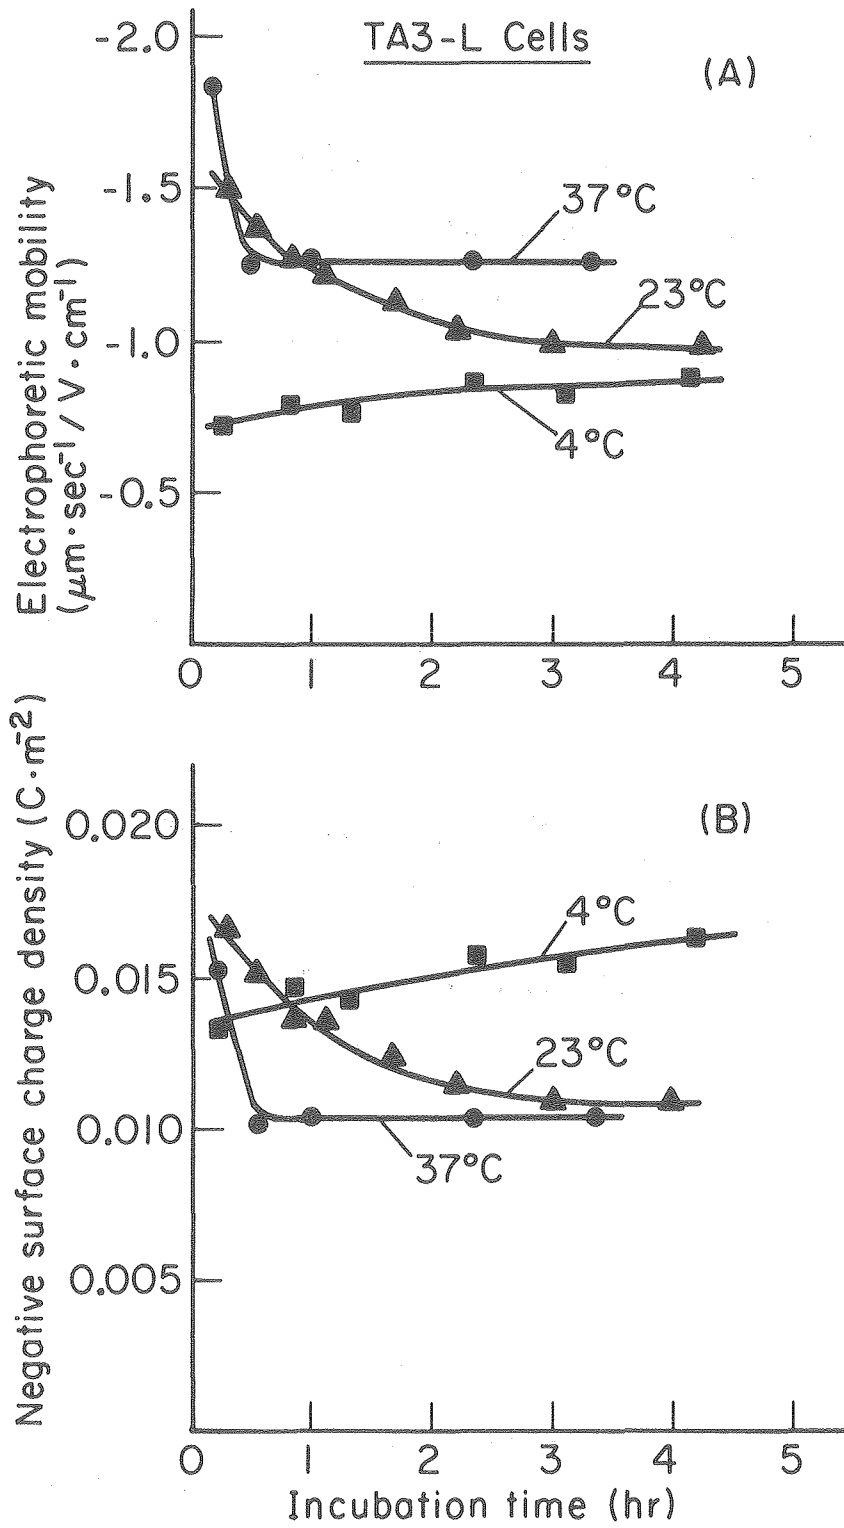 TA3-L Cells
(A)
Electrophoretic mobility
(μm·sec⁻¹/V·cm⁻¹)
-2.0
-1.5
-1.0
-0.5
37°C
23°C
4°C
0 1 2 3 4 5
(B)
Negative surface charge density (C·m⁻²)
0.020
0.015
0.010
0.005
4°C
23°C
37°C
0 1 2 3 4 5
Incubation time (hr)